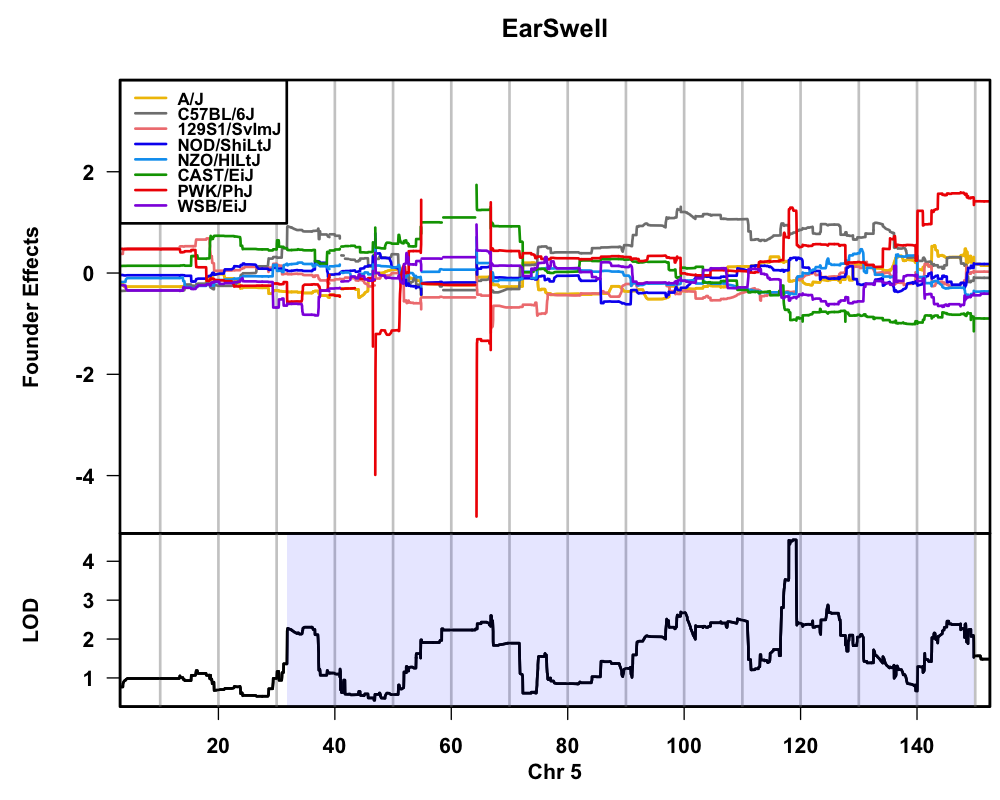 EarSwell
A/J
C57BL/6J
129S1/SvImJ
NOD/ShiLtJ
NZO/HlLtJ
CAST/EiJ
PWK/PhJ
WSB/EiJ
Founder Effects
2
0
-2
-4
LOD
4
3
2
1
20 40 60 80 100 120 140
Chr 5